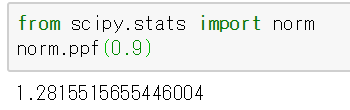 from scipy.stats import norm
norm.ppf(0.9)
1.2815515655446004